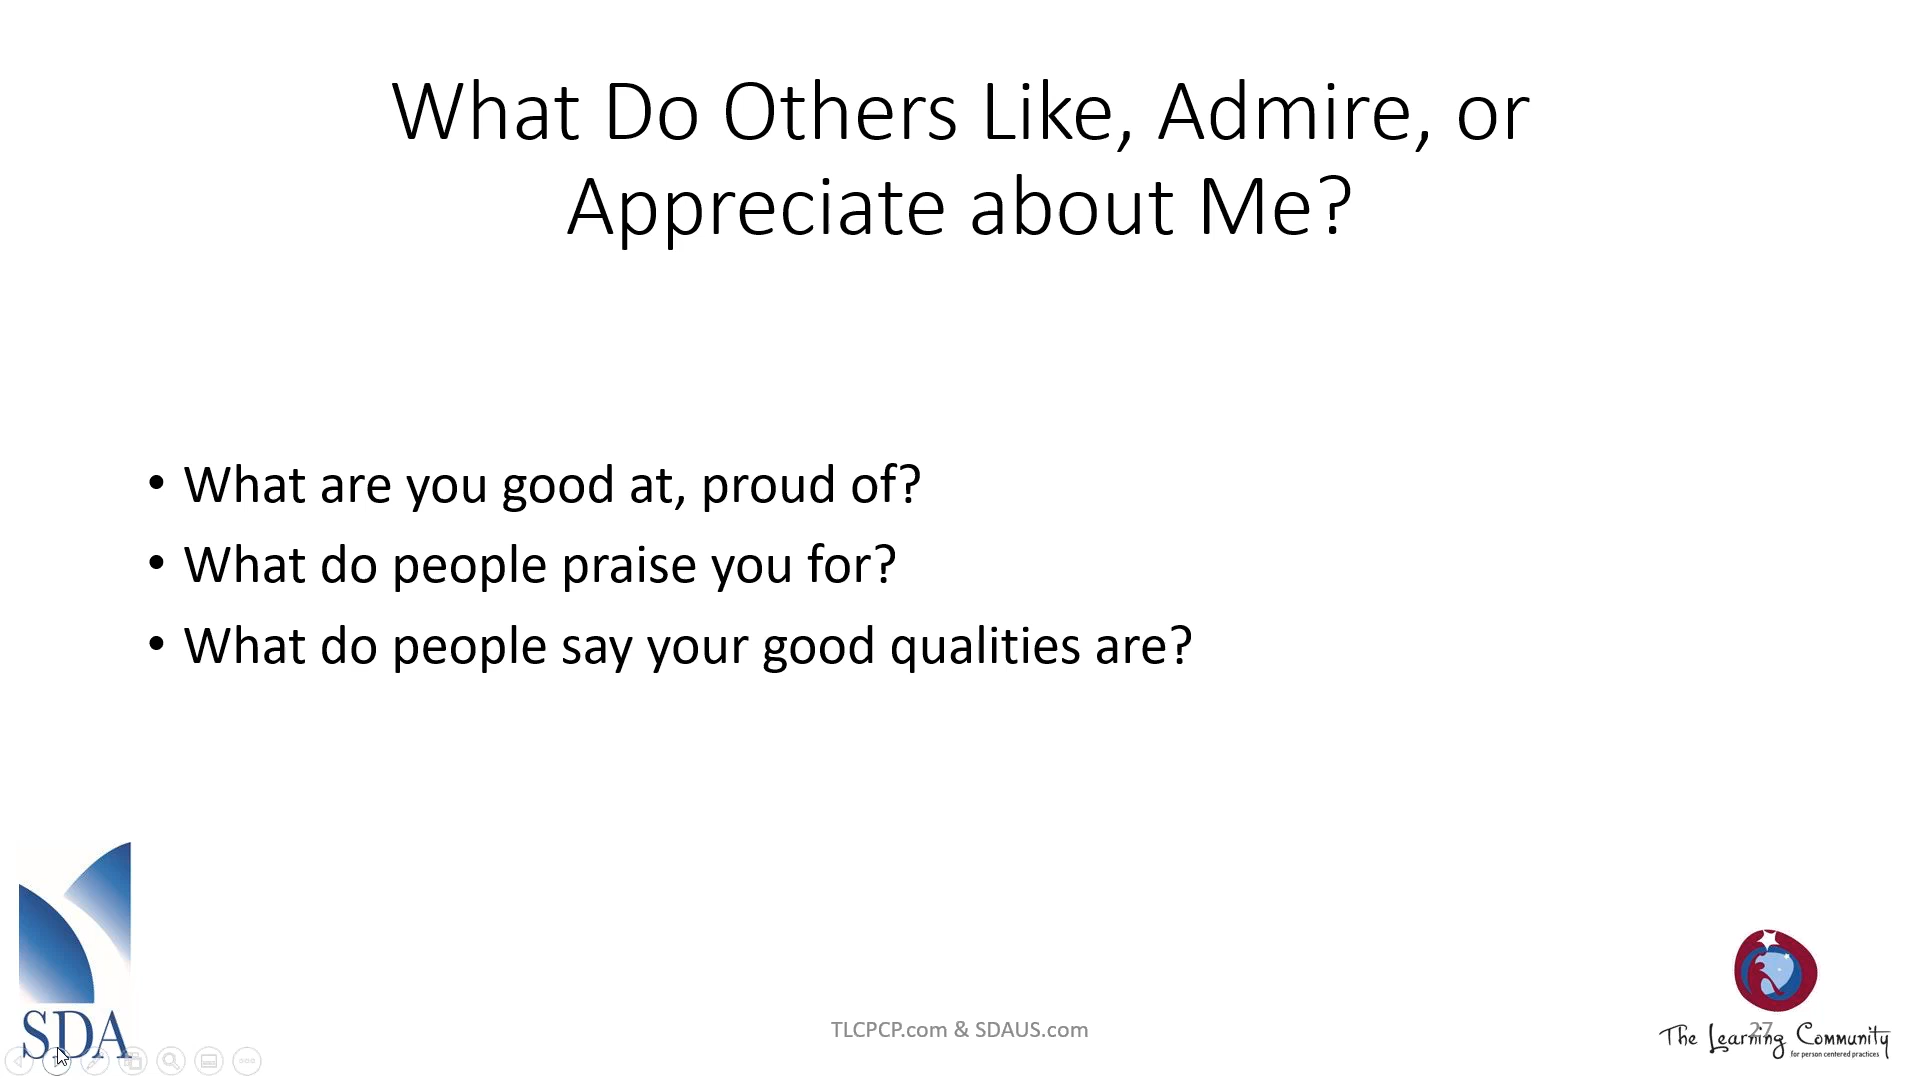 What Do Others Like, Admire, or
Appreciate about Me?
• What are you good at, proud of?
• What do people praise you for?
• What do people say your good qualities are?
SDA
TLCPCP.com & SDAUS.com
27
The Learning Community
for person centered practices